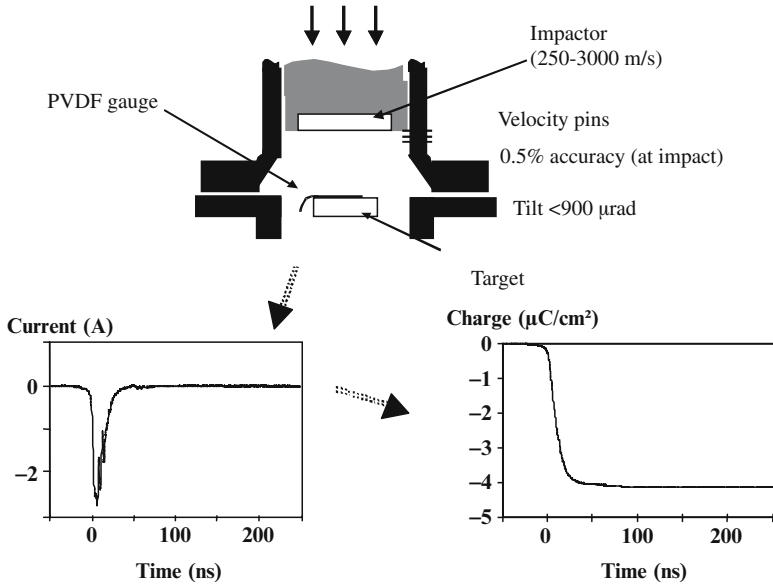 Impactor
(250-3000 m/s)
PVDF gauge
Velocity pins
0.5% accuracy (at impact)
Tilt <900 μrad
Target
Current (A)
0
−2
0
100
200
Time (ns)
Charge (μC/cm²)
0
−1
−2
−3
−4
−5
0
100
200
Time (ns)